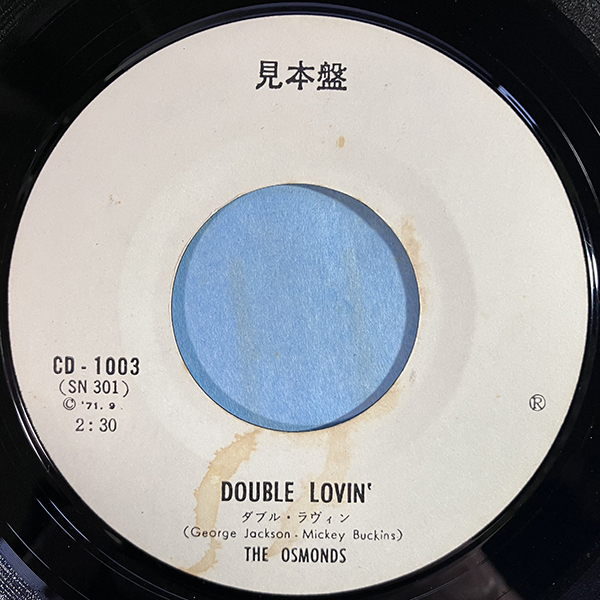 見本盤
CD - 1003
(SN 301)
© '71. 9
2 : 30
®
DOUBLE LOVIN'
ダブル・ラヴィン
(George Jackson - Mickey Buckins)
THE OSMONDS